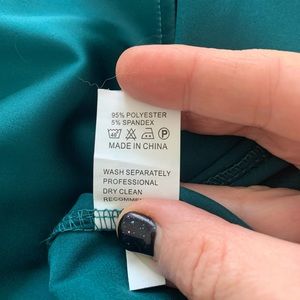 95% POLYESTER
5% SPANDEX
MADE IN CHINA
WASH SEPARATELY
PROFESSIONAL
DRY CLEAN